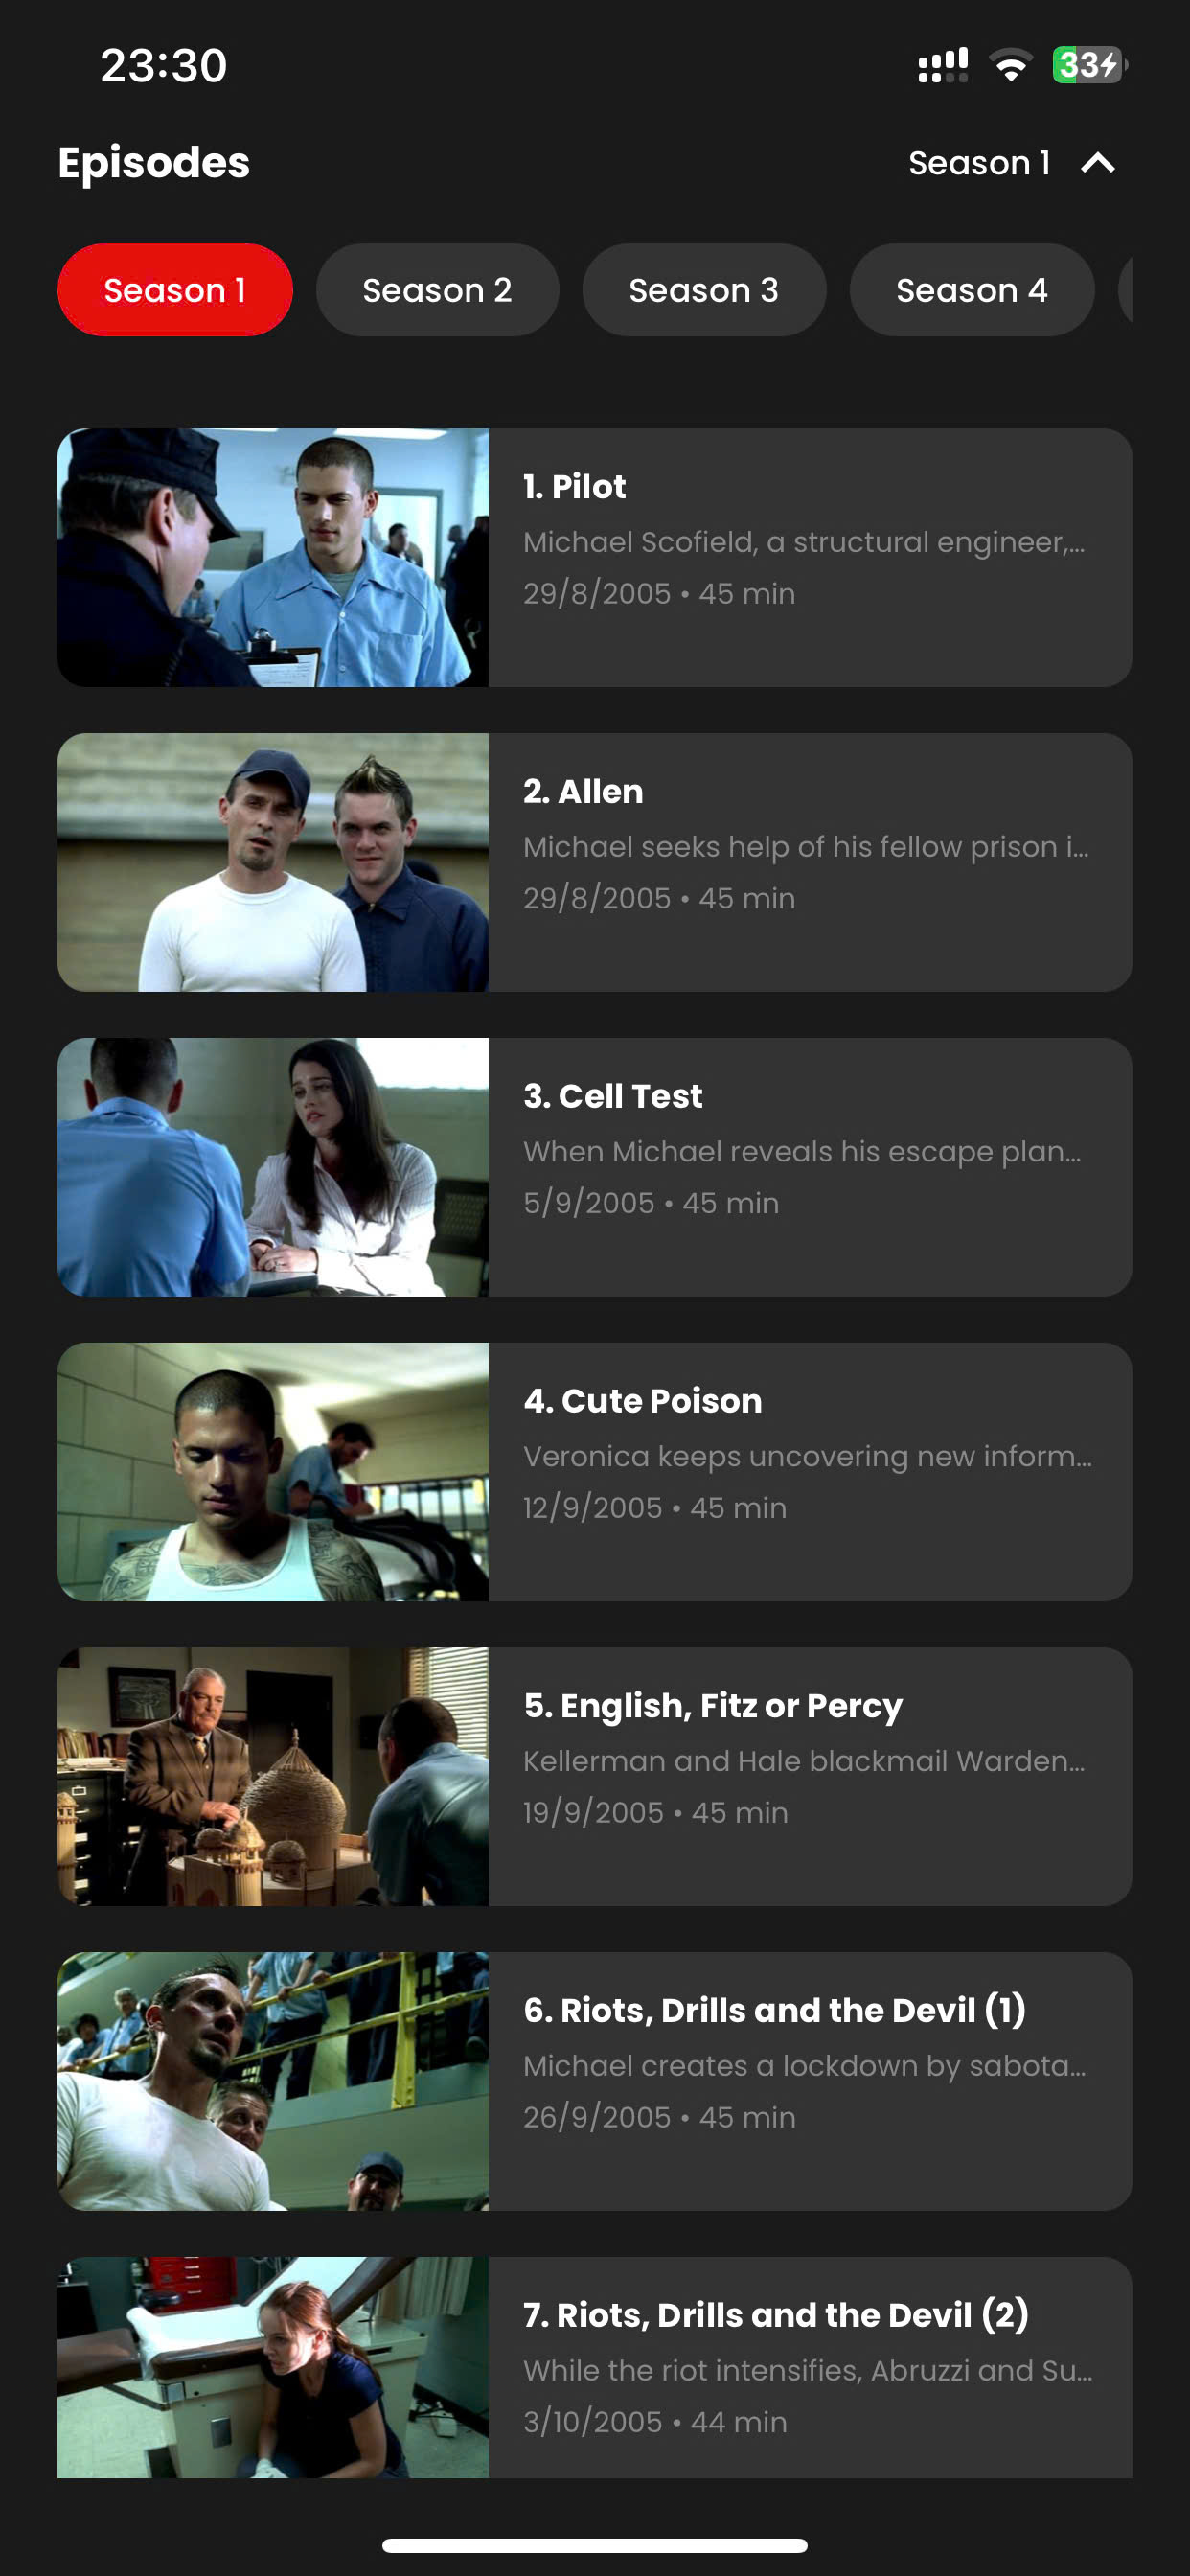 23:30
33
Episodes
Season 1
Season 1
Season 2
Season 3
Season 4
1. Pilot
Michael Scofield, a structural engineer,...
29/8/2005 • 45 min
2. Allen
Michael seeks help of his fellow prison i...
29/8/2005 • 45 min
3. Cell Test
When Michael reveals his escape plan...
5/9/2005 • 45 min
4. Cute Poison
Veronica keeps uncovering new inform...
12/9/2005 • 45 min
5. English, Fitz or Percy
Kellerman and Hale blackmail Warden...
19/9/2005 • 45 min
6. Riots, Drills and the Devil (1)
Michael creates a lockdown by sabota...
26/9/2005 • 45 min
7. Riots, Drills and the Devil (2)
While the riot intensifies, Abruzzi and Su...
3/10/2005 • 44 min